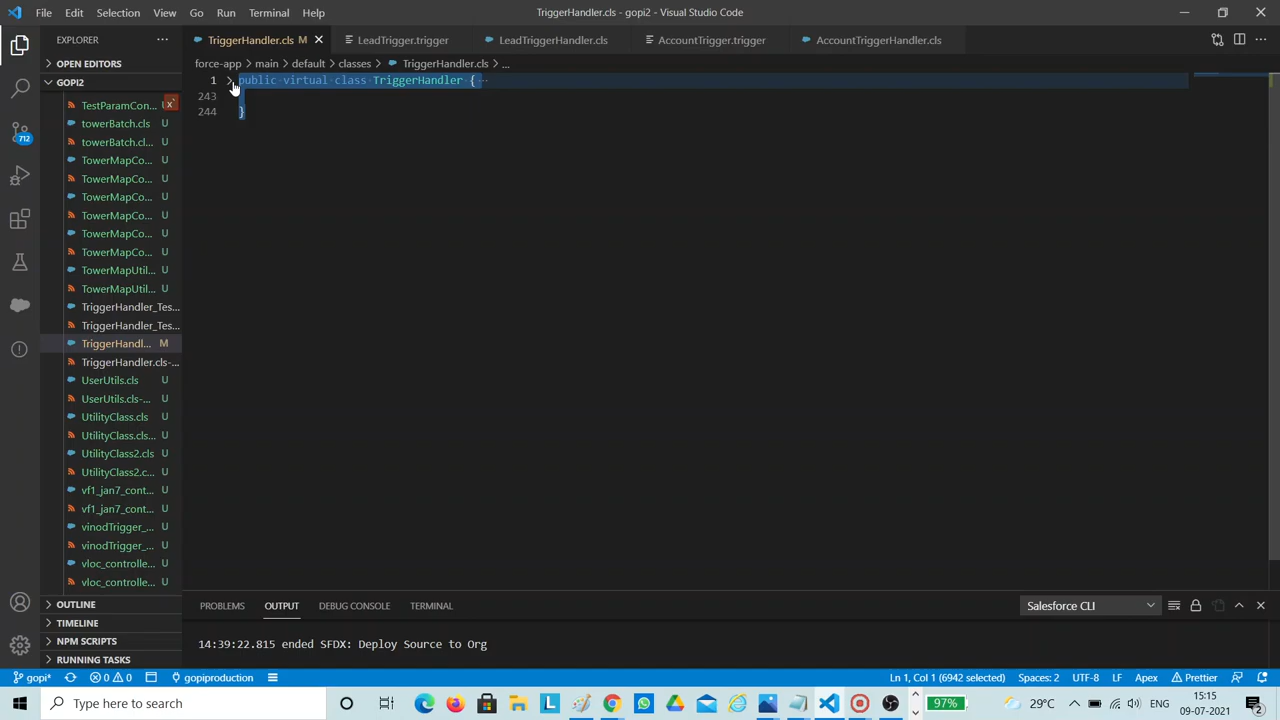 File Edit Selection View Go Run Terminal Help
TriggerHandler.cls - gopi2 - Visual Studio Code
EXPLORER
TriggerHandler.cls M
LeadTrigger.trigger
LeadTriggerHandler.cls
AccountTrigger.trigger
AccountTriggerHandler.cls
OPEN EDITORS
force-app > main > default > classes > TriggerHandler.cls > ...
GOPI2
1 public virtual class TriggerHandler { ...
243
244 }
TestParamCon... U
towerBatch.cls U
712
towerBatch.cl... U
TowerMapCo... U
TowerMapCo... U
TowerMapCo... U
TowerMapCo... U
TowerMapCo... U
TowerMapCo... U
TowerMapUtil... U
TowerMapUtil... U
TriggerHandler_Tes...
TriggerHandler_Tes...
TriggerHandl... M
TriggerHandler.cls-...
UserUtils.cls U
UserUtils.cls-... U
UtilityClass.cls U
UtilityClass.cls... U
UtilityClass2.cls U
UtilityClass2.c... U
vf1_jan7_cont... U
vf1_jan7_cont... U
vinodTrigger_... U
vinodTrigger_... U
vloc_controlle... U
vloc_controlle... U
OUTLINE
TIMELINE
NPM SCRIPTS
RUNNING TASKS
PROBLEMS OUTPUT DEBUG CONSOLE TERMINAL
Salesforce CLI
14:39:22.815 ended SFDX: Deploy Source to Org
gopi* 0 0 gopiproduction
Ln 1, Col 1 (6942 selected) Spaces: 2 UTF-8 LF Apex Prettier
Type here to search
97%
29°C
ENG
15:15
09-07-2021
2